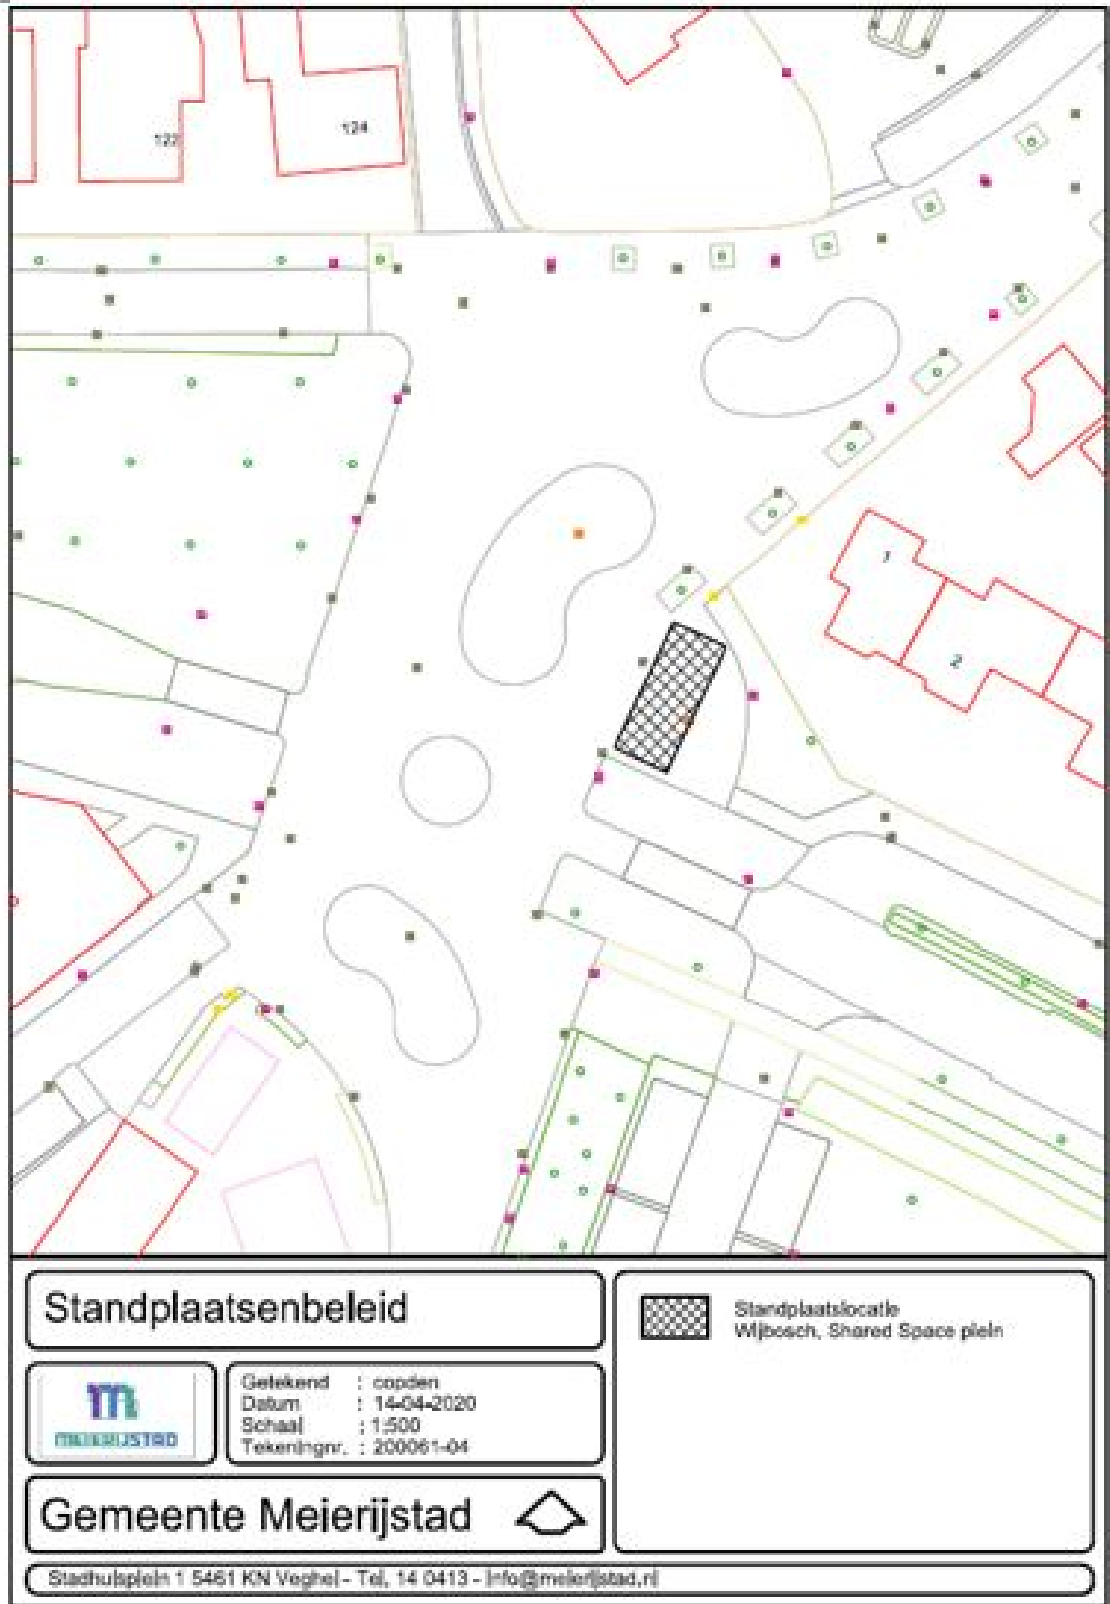 122
124
1
2
Standplaatsenbeleid
Standplaatslocatie
Wijbosch, Shared Space plein
MEIERIJSTAD
Getekend : copden
Datum : 14-04-2020
Schaal : 1:500
Tekeningnr. : 200061-04
Gemeente Meierijstad
Stadhuisplein 1 5461 KN Veghel - Tel. 14 0413 - info@meierijstad.nl